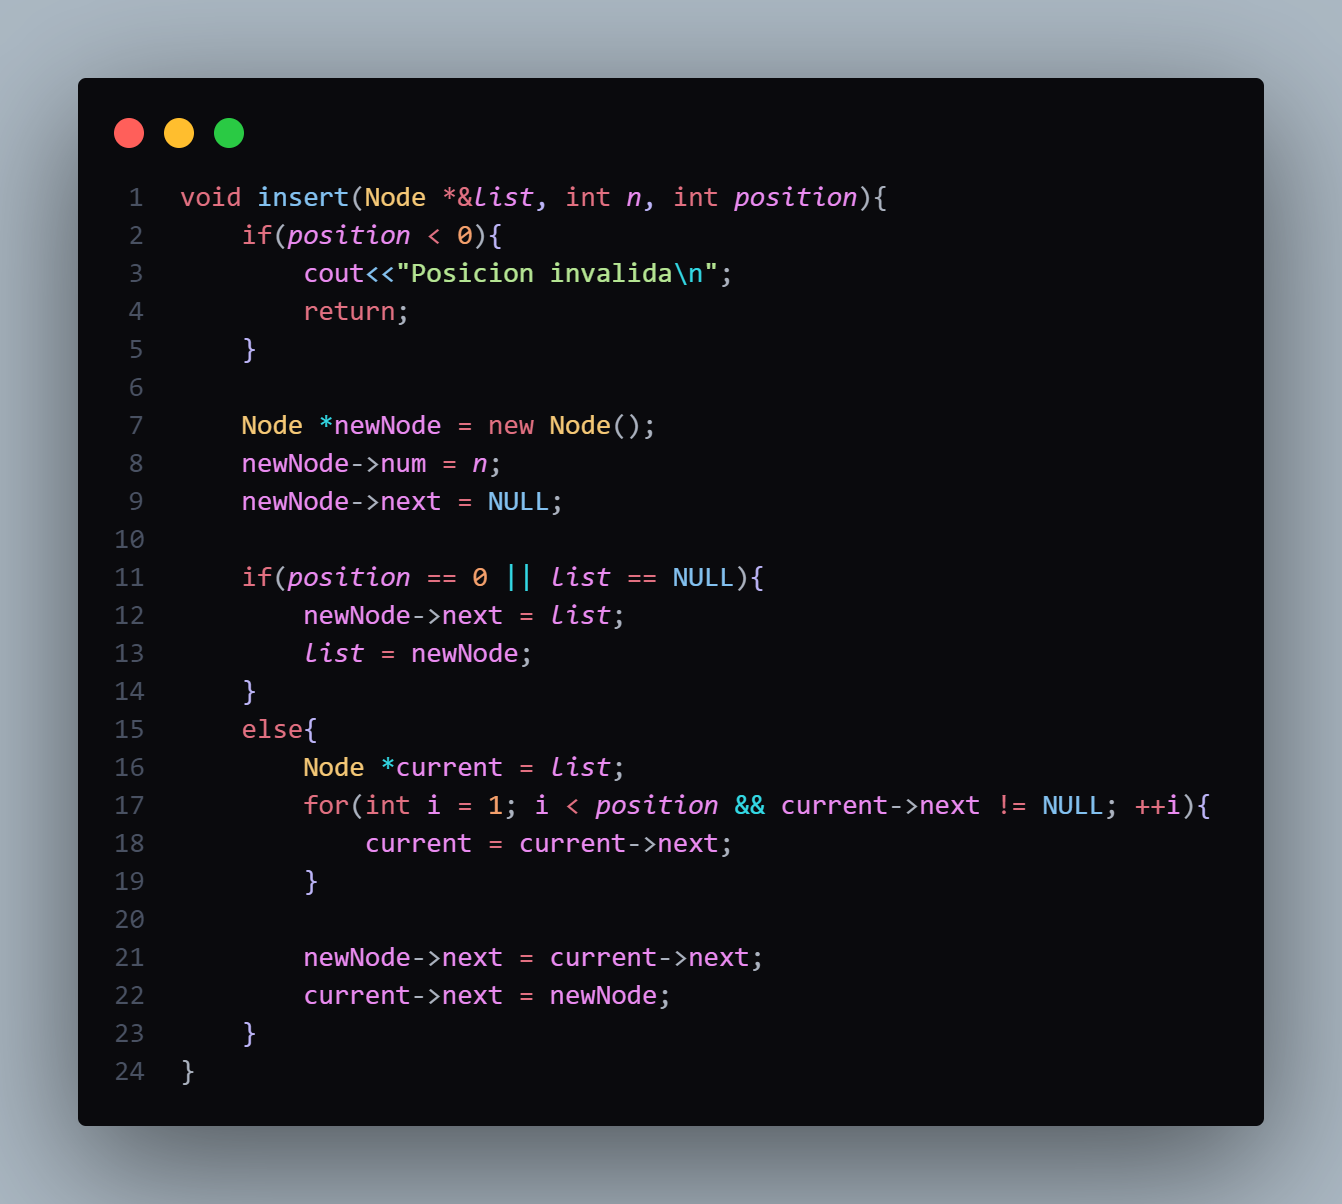 1 void insert(Node *&list, int n, int position){
2     if(position < 0){
3         cout<<"Posicion invalida\n";
4         return;
5     }
6
7     Node *newNode = new Node();
8     newNode->num = n;
9     newNode->next = NULL;
10
11     if(position == 0 || list == NULL){
12         newNode->next = list;
13         list = newNode;
14     }
15     else{
16         Node *current = list;
17         for(int i = 1; i < position && current->next != NULL; ++i){
18             current = current->next;
19         }
20
21         newNode->next = current->next;
22         current->next = newNode;
23     }
24 }